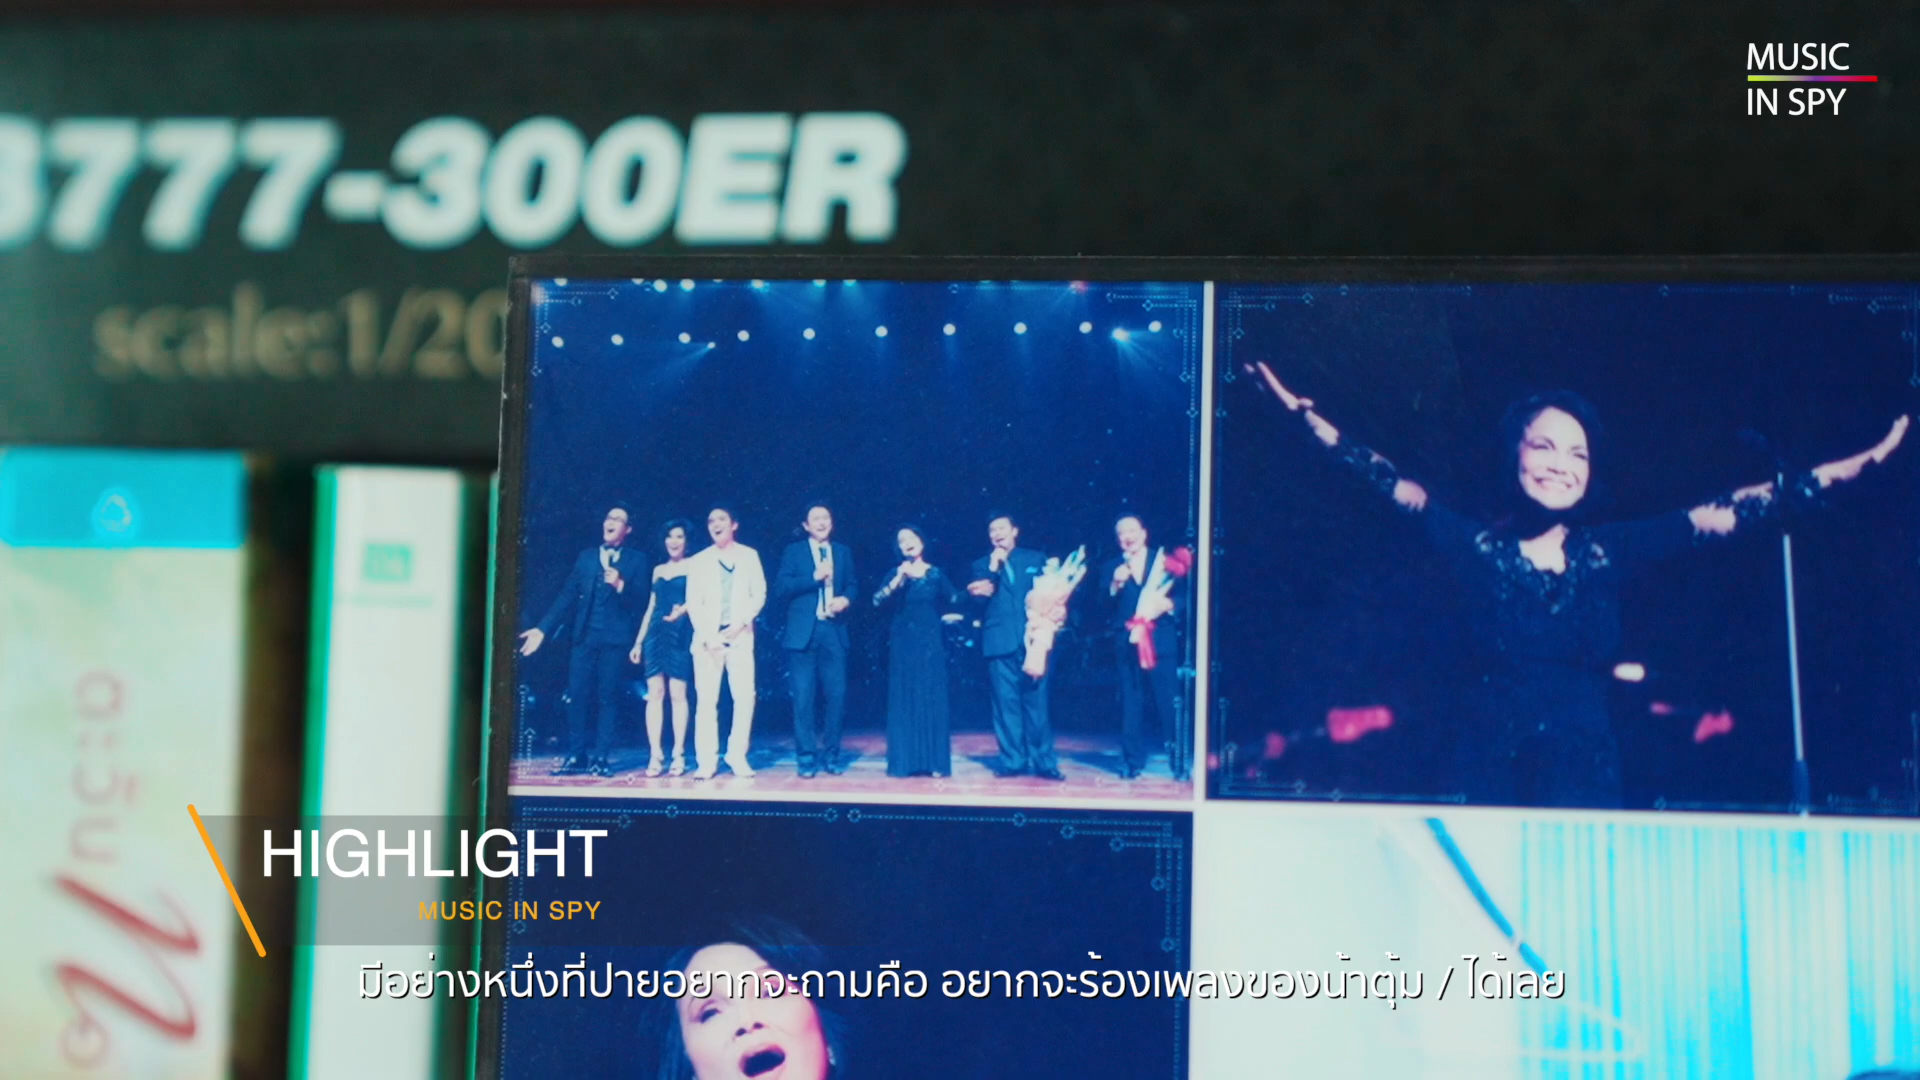 MUSIC
IN SPY
3777-300ER
scale:1/20
HIGHLIGHT
MUSIC IN SPY
มีอย่างหนึ่งที่ปายอยากจะถามคือ อยากจะร้องเพลงของน้าตุ้ม / ได้เลย